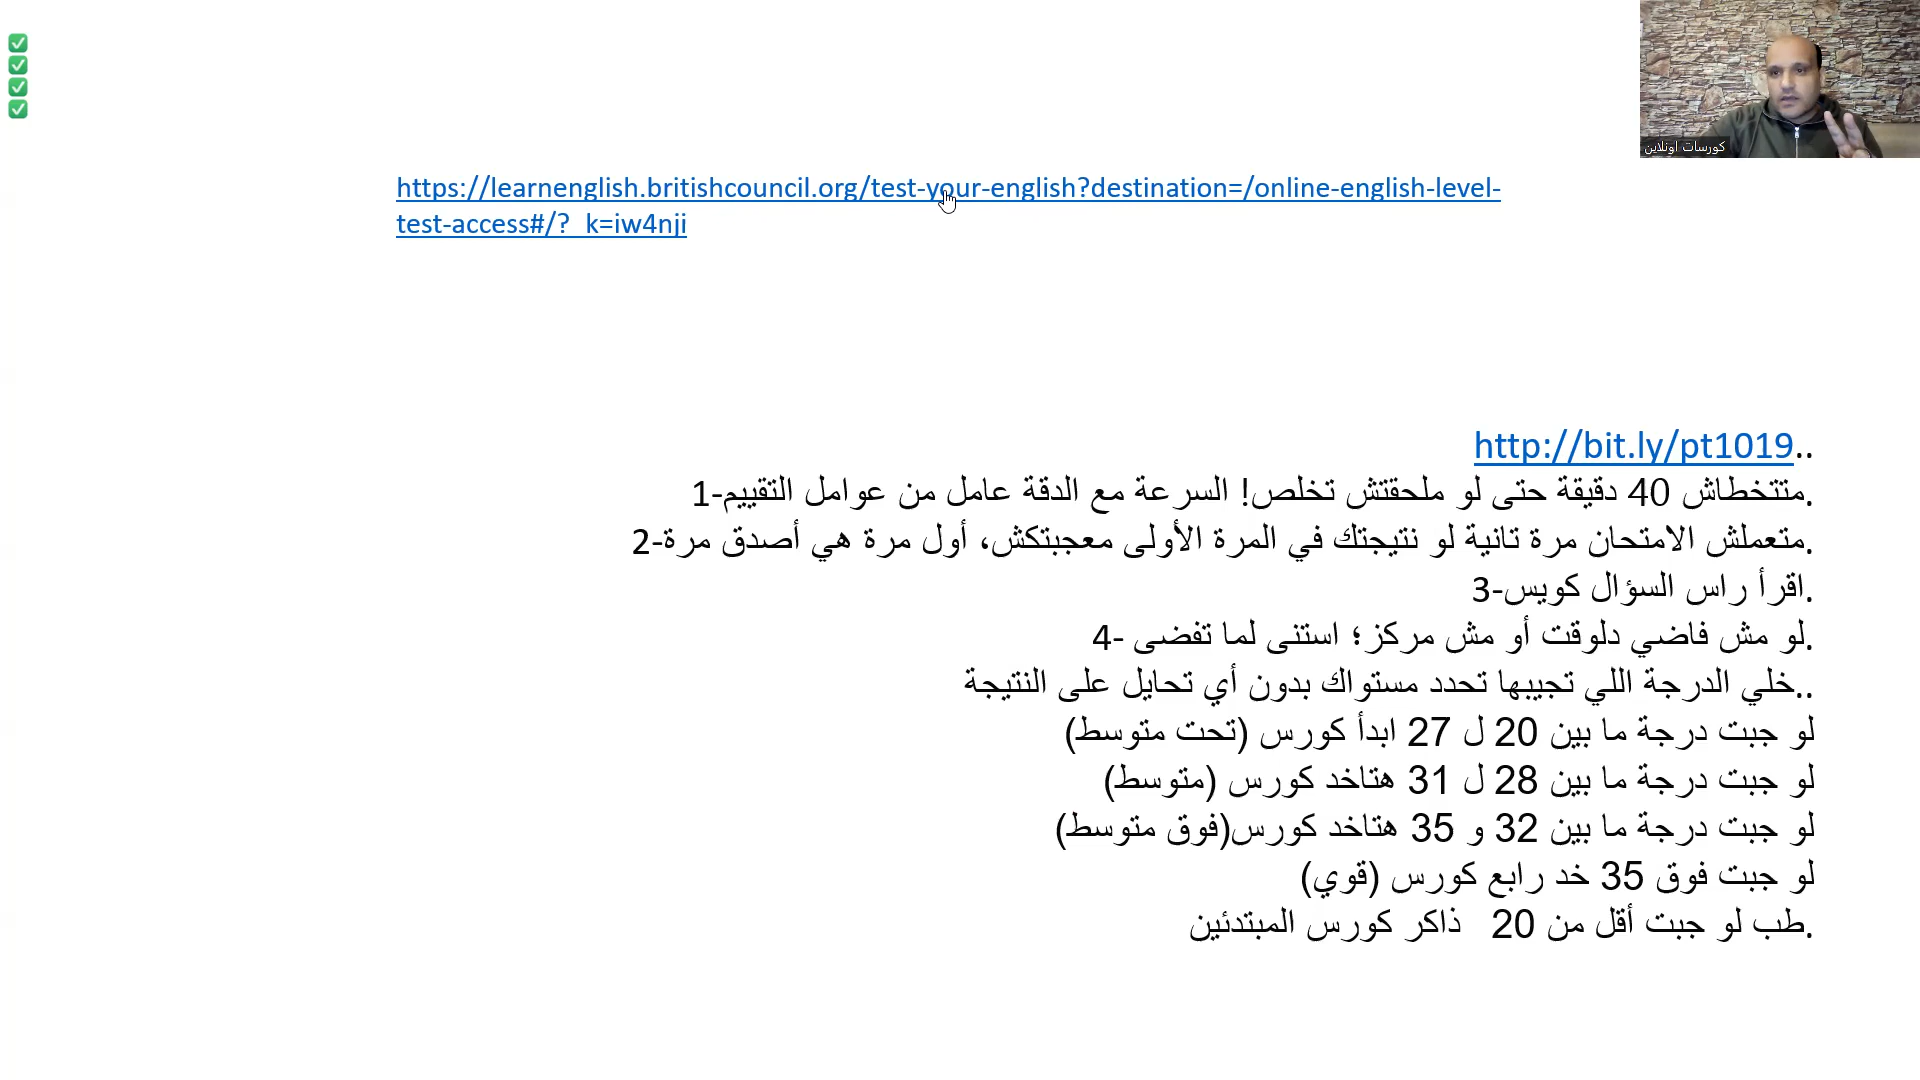 كورسات اونلاين
https://learnenglish.britishcouncil.org/test-your-english?destination=/online-english-level-
test-access#/?_k=iw4nji
http://bit.ly/pt1019..
1-متتخطاش 40 دقيقة حتى لو ملحقتش تخلص! السرعة مع الدقة عامل من عوامل التقييم.
2-متعملش الامتحان مرة تانية لو نتيجتك في المرة الأولى معجبتكش، أول مرة هي أصدق مرة.
3-اقرأ راس السؤال كويس.
4- لو مش فاضي دلوقت أو مش مركز؛ استنى لما تفضى.
..خلي الدرجة اللي تجيبها تحدد مستواك بدون أي تحايل على النتيجة
لو جبت درجة ما بين 20 ل 27 ابدأ كورس (تحت متوسط)
لو جبت درجة ما بين 28 ل 31 هتاخد كورس (متوسط)
لو جبت درجة ما بين 32 و 35 هتاخد كورس(فوق متوسط)
لو جبت فوق 35 خد رابع كورس (قوي)
.طب لو جبت أقل من 20 ذاكر كورس المبتدئين